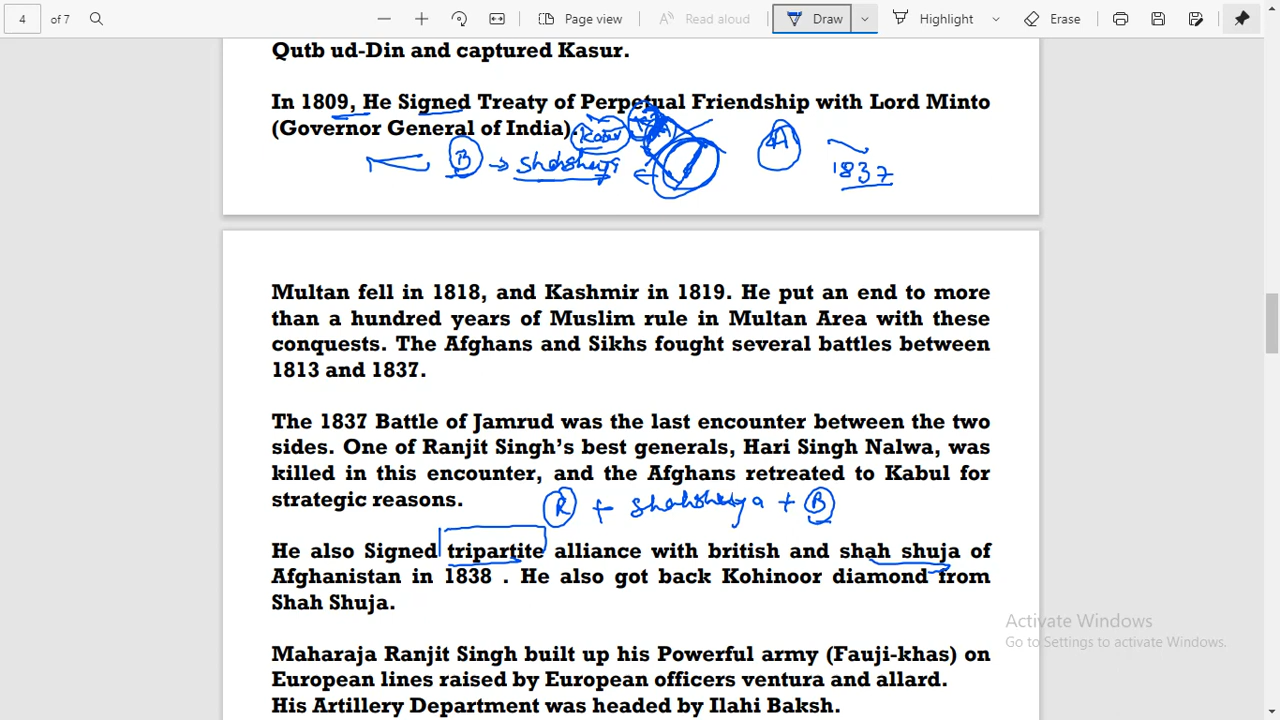 4 of 7
Page view
Read aloud
Draw
Highlight
Erase
Qutb ud-Din and captured Kasur.
In 1809, He Signed Treaty of Perpetual Friendship with Lord Minto
(Governor General of India).
B → shahshuja
A
1837
Multan fell in 1818, and Kashmir in 1819. He put an end to more
than a hundred years of Muslim rule in Multan Area with these
conquests. The Afghans and Sikhs fought several battles between
1813 and 1837.
The 1837 Battle of Jamrud was the last encounter between the two
sides. One of Ranjit Singh's best generals, Hari Singh Nalwa, was
killed in this encounter, and the Afghans retreated to Kabul for
strategic reasons.
R + shahshuja + B
He also Signed tripartite alliance with british and shah shuja of
Afghanistan in 1838 . He also got back Kohinoor diamond from
Shah Shuja.
Activate Windows
Go to Settings to activate Windows.
Maharaja Ranjit Singh built up his Powerful army (Fauji-khas) on
European lines raised by European officers ventura and allard.
His Artillery Department was headed by Ilahi Baksh.